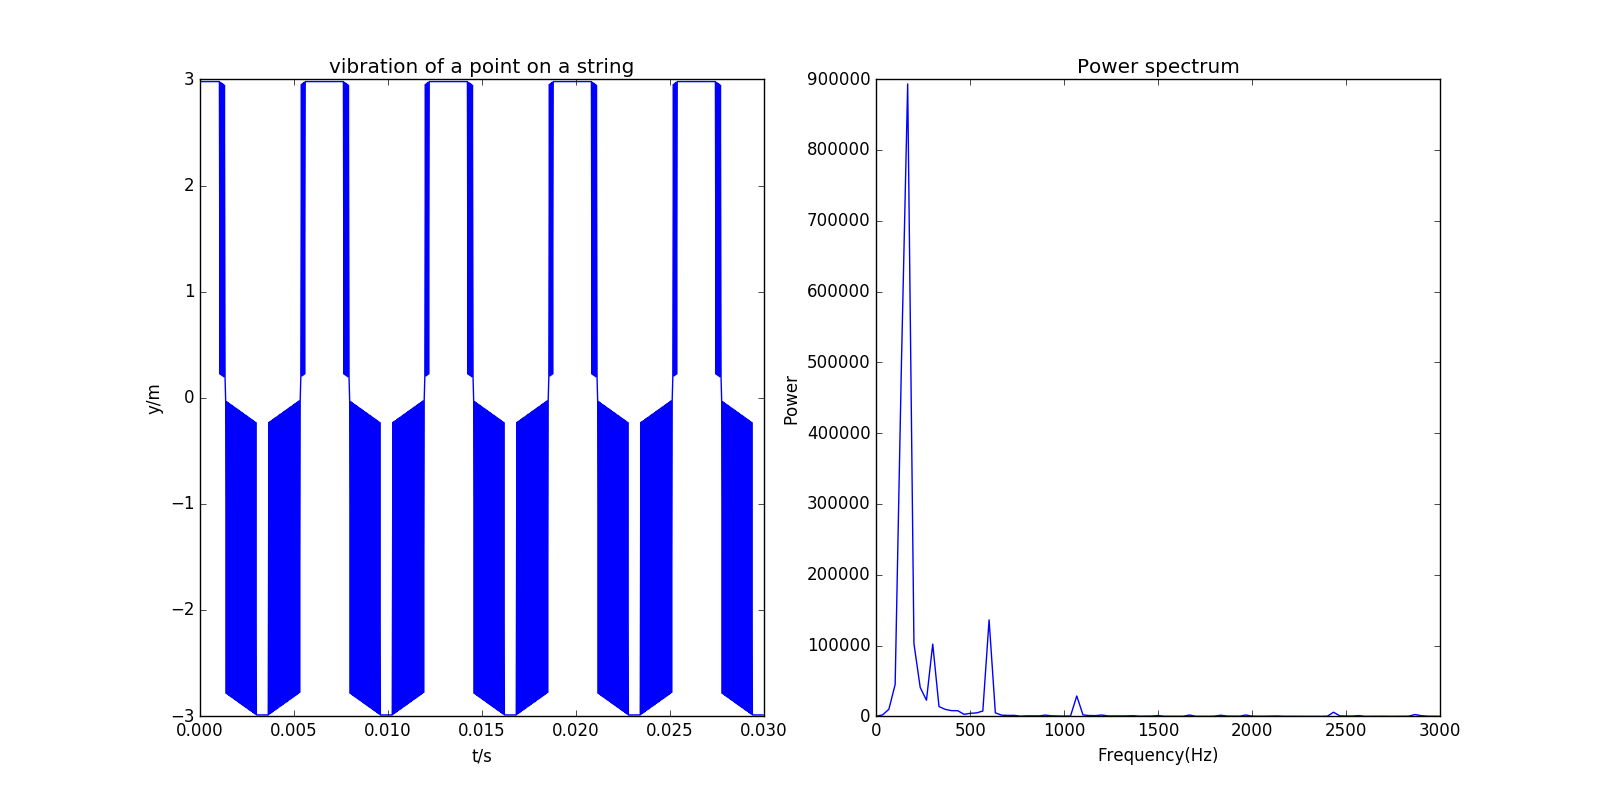 vibration of a point on a string
3
2
1
0
−1
−2
−3
y/m
0.000 0.005 0.010 0.015 0.020 0.025 0.030
t/s
Power spectrum
900000
800000
700000
600000
500000
400000
300000
200000
100000
0
Power
0 500 1000 1500 2000 2500 3000
Frequency(Hz)